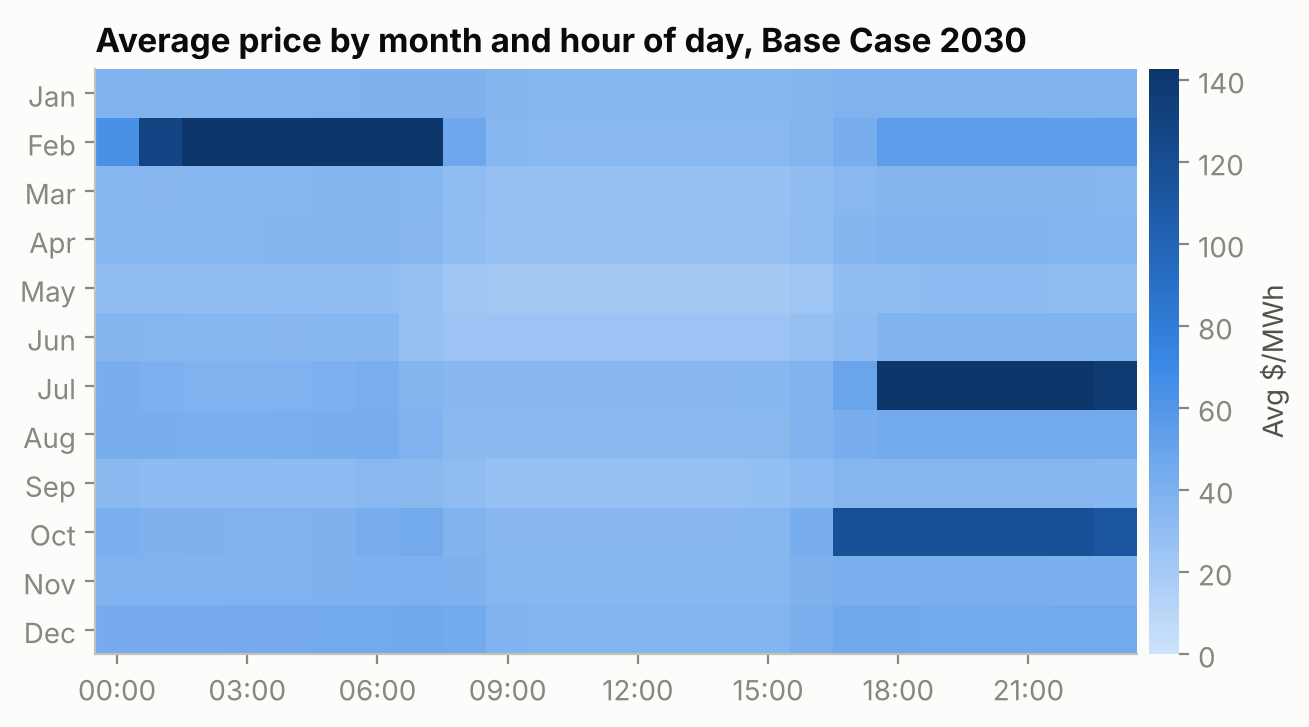 Average price by month and hour of day, Base Case 2030
Jan
Feb
Mar
Apr
May
Jun
Jul
Aug
Sep
Oct
Nov
Dec
00:00 03:00 06:00 09:00 12:00 15:00 18:00 21:00
140
120
100
80
60
40
20
0
Avg $/MWh